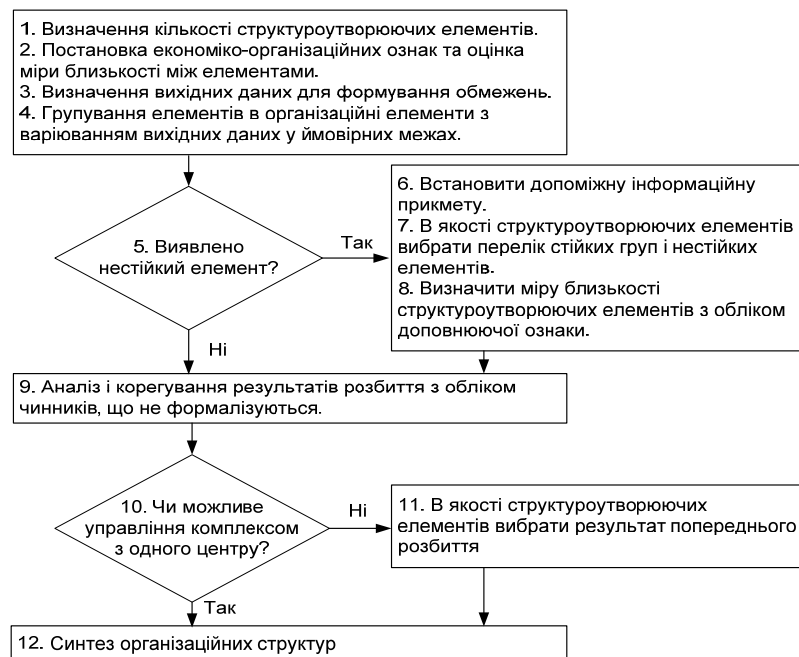 1. Визначення кількості структуроутворюючих елементів.
2. Постановка економіко-організаційних ознак та оцінка
міри близькості між елементами.
3. Визначення вихідних даних для формування обмежень.
4. Групування елементів в організаційні елементи з
варіюванням вихідних даних у ймовірних межах.
5. Виявлено
нестійкий елемент?
Так
6. Встановити допоміжну інформаційну
прикмету.
7. В якості структуроутворюючих елементів
вибрати перелік стійких груп і нестійких
елементів.
8. Визначити міру близькості
структуроутворюючих елементів з обліком
доповнюючої ознаки.
Ні
9. Аналіз і корегування результатів розбиття з обліком
чинників, що не формалізуються.
10. Чи можливе
управління комплексом
з одного центру?
Ні
11. В якості структуроутворюючих
елементів вибрати результат попереднього
розбиття
Так
12. Синтез організаційних структур